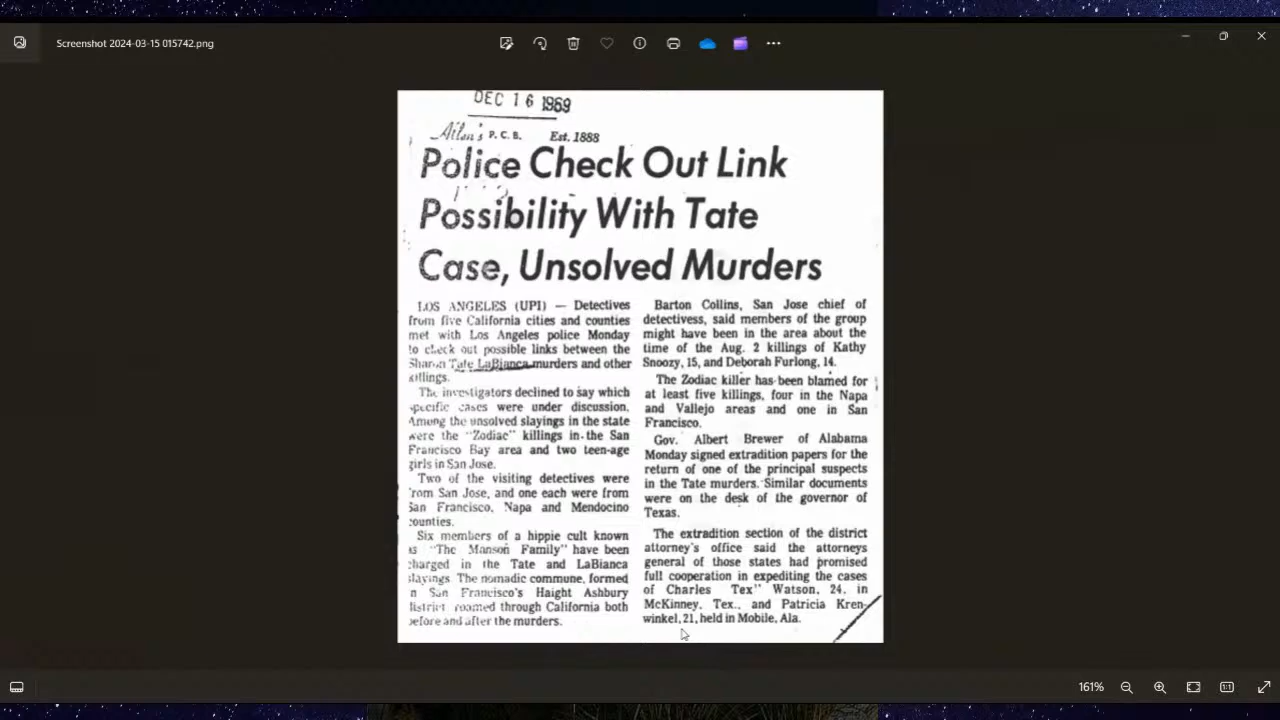 Screenshot 2024-03-15 015742.png
DEC 16 1969
Allen's P.C.B. Est. 1888
Police Check Out Link
Possibility With Tate
Case, Unsolved Murders
LOS ANGELES (UPI) — Detectives
from five California cities and counties
met with Los Angeles police Monday
to check out possible links between the
Sharon Tate LaBianca murders and other
killings.
The investigators declined to say which
specific cases were under discussion.
Among the unsolved slayings in the state
were the "Zodiac" killings in the San
Francisco Bay area and two teen-age
girls in San Jose.
Two of the visiting detectives were
from San Jose, and one each were from
San Francisco, Napa and Mendocino
counties.
Six members of a hippie cult known
as "The Manson Family" have been
charged in the Tate and LaBianca
slayings. The nomadic commune, formed
in San Francisco's Haight Ashbury
district roamed through California both
before and after the murders.
Barton Collins, San Jose chief of
detectivess, said members of the group
might have been in the area about the
time of the Aug. 2 killings of Kathy
Snoozy, 15, and Deborah Furlong, 14.
The Zodiac killer has been blamed for
at least five killings, four in the Napa
and Vallejo areas and one in San
Francisco.
Gov. Albert Brewer of Alabama
Monday signed extradition papers for the
return of one of the principal suspects
in the Tate murders. Similar documents
were on the desk of the governor of
Texas.
The extradition section of the district
attorney's office said the attorneys
general of those states had promised
full cooperation in expediting the cases
of Charles Tex" Watson, 24, in
McKinney, Tex., and Patricia Kren-
winkel, 21, held in Mobile, Ala.
161%